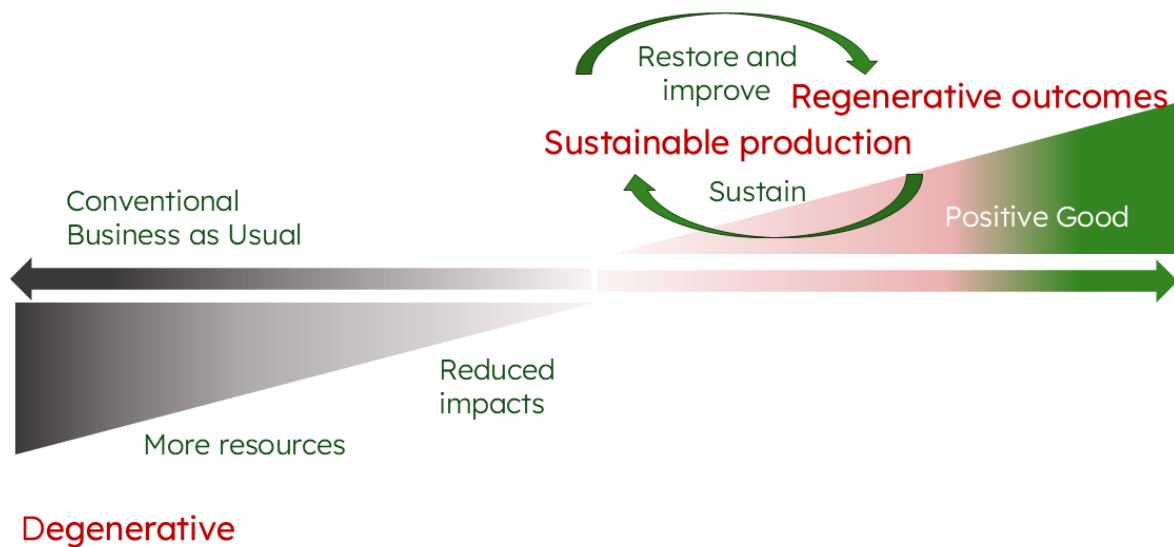 Restore and
improve
Regenerative outcomes
Sustainable production
Sustain
Conventional
Business as Usual
Positive Good
Reduced
impacts
More resources
Degenerative